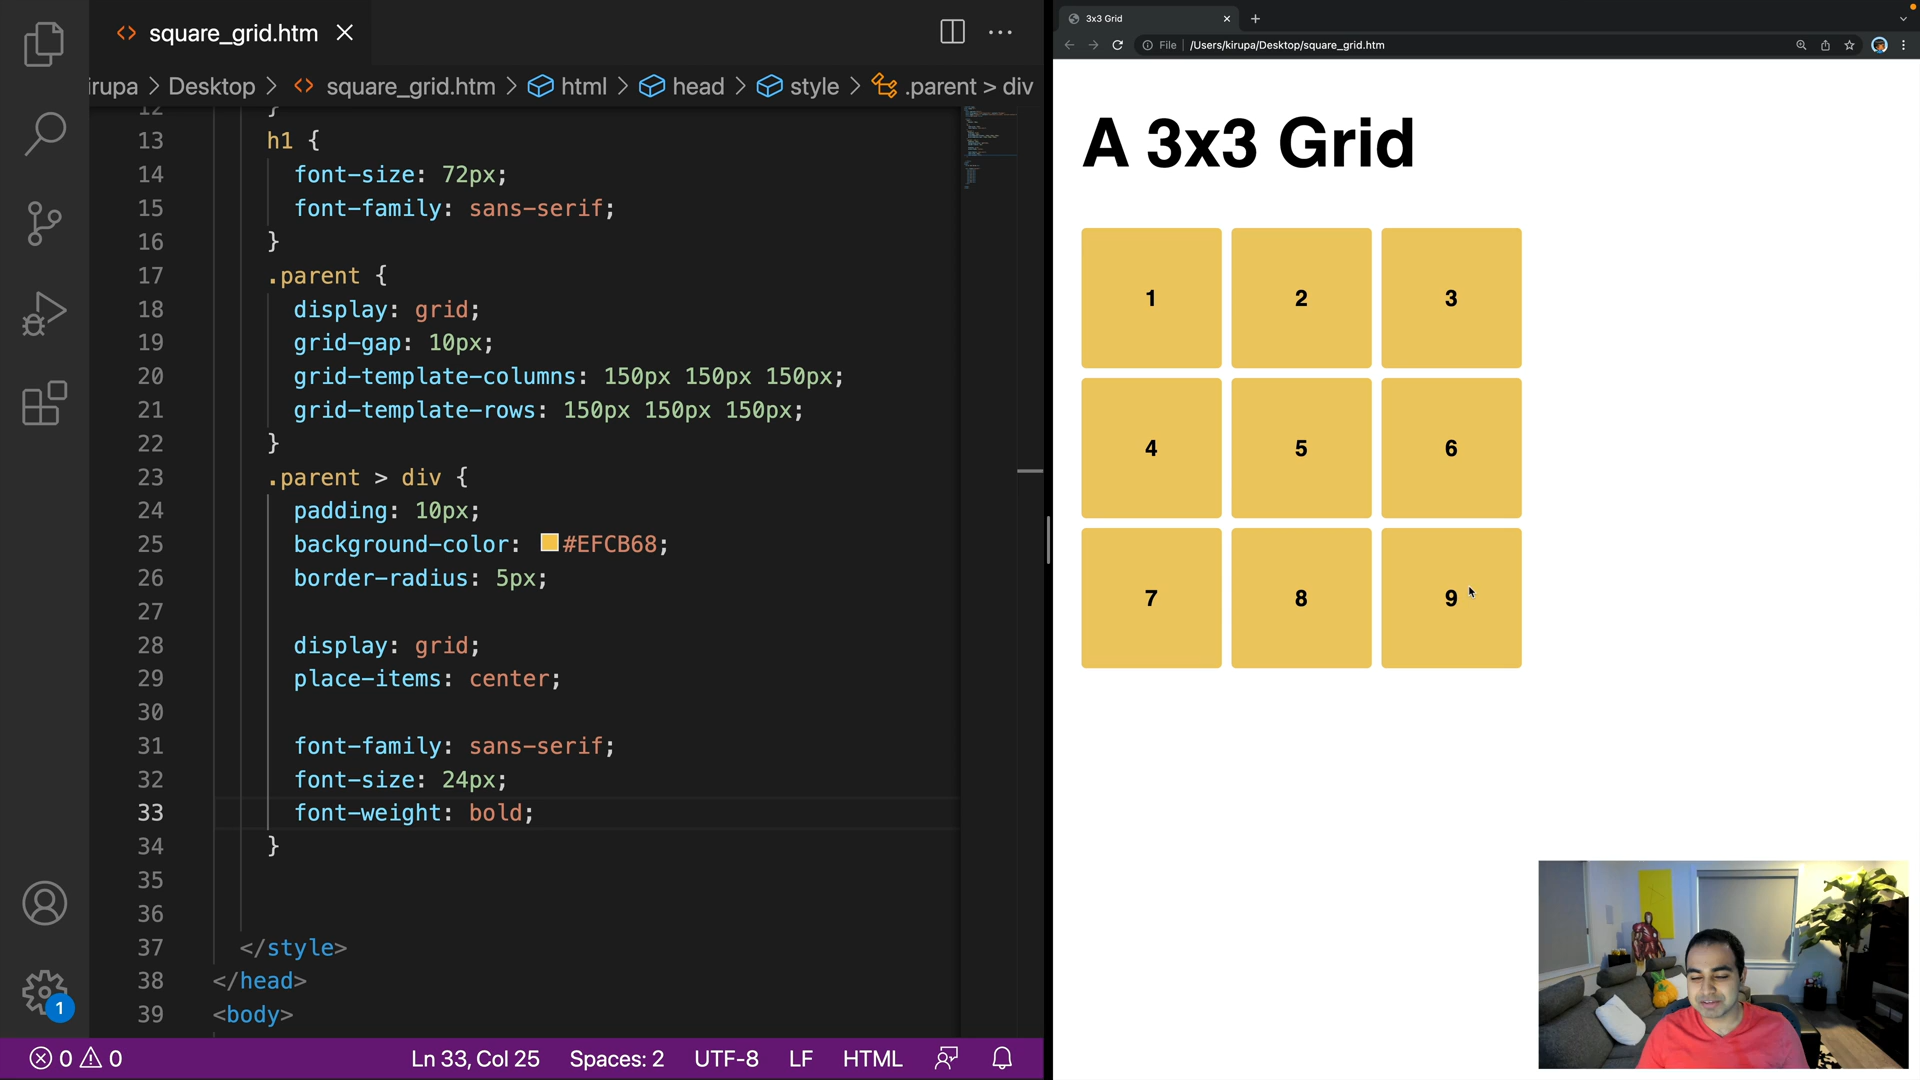 square_grid.htm
irupa > Desktop > square_grid.htm > html > head > style > .parent > div
12 }
13 h1 {
14 font-size: 72px;
15 font-family: sans-serif;
16 }
17 .parent {
18 display: grid;
19 grid-gap: 10px;
20 grid-template-columns: 150px 150px 150px;
21 grid-template-rows: 150px 150px 150px;
22 }
23 .parent > div {
24 padding: 10px;
25 background-color: #EFCB68;
26 border-radius: 5px;
27
28 display: grid;
29 place-items: center;
30
31 font-family: sans-serif;
32 font-size: 24px;
33 font-weight: bold;
34 }
35
36
37 </style>
38 </head>
39 <body>
1
0 0 Ln 33, Col 25 Spaces: 2 UTF-8 LF HTML
3x3 Grid
File | /Users/kirupa/Desktop/square_grid.htm
A 3x3 Grid
1 2 3
4 5 6
7 8 9